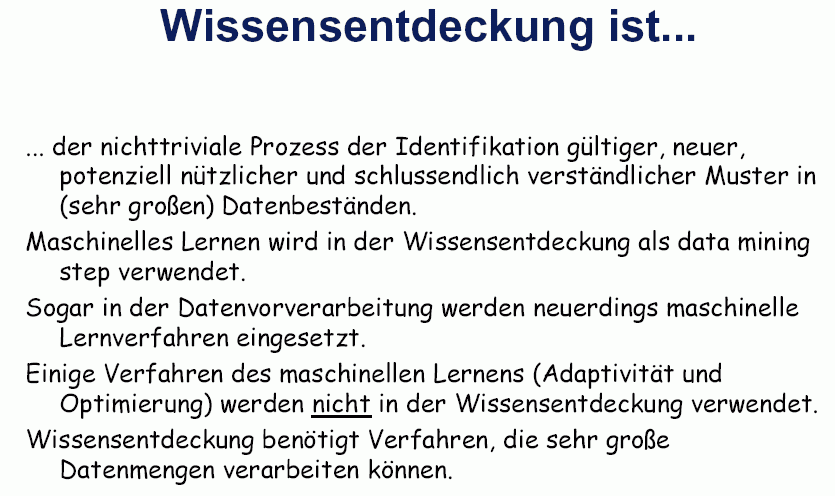 Wissensentdeckung ist...
... der nichttriviale Prozess der Identifikation gültiger, neuer,
potenziell nützlicher und schlussendlich verständlicher Muster in
(sehr großen) Datenbeständen.
Maschinelles Lernen wird in der Wissensentdeckung als data mining
step verwendet.
Sogar in der Datenvorverarbeitung werden neuerdings maschinelle
Lernverfahren eingesetzt.
Einige Verfahren des maschinellen Lernens (Adaptivität und
Optimierung) werden nicht in der Wissensentdeckung verwendet.
Wissensentdeckung benötigt Verfahren, die sehr große
Datenmengen verarbeiten können.